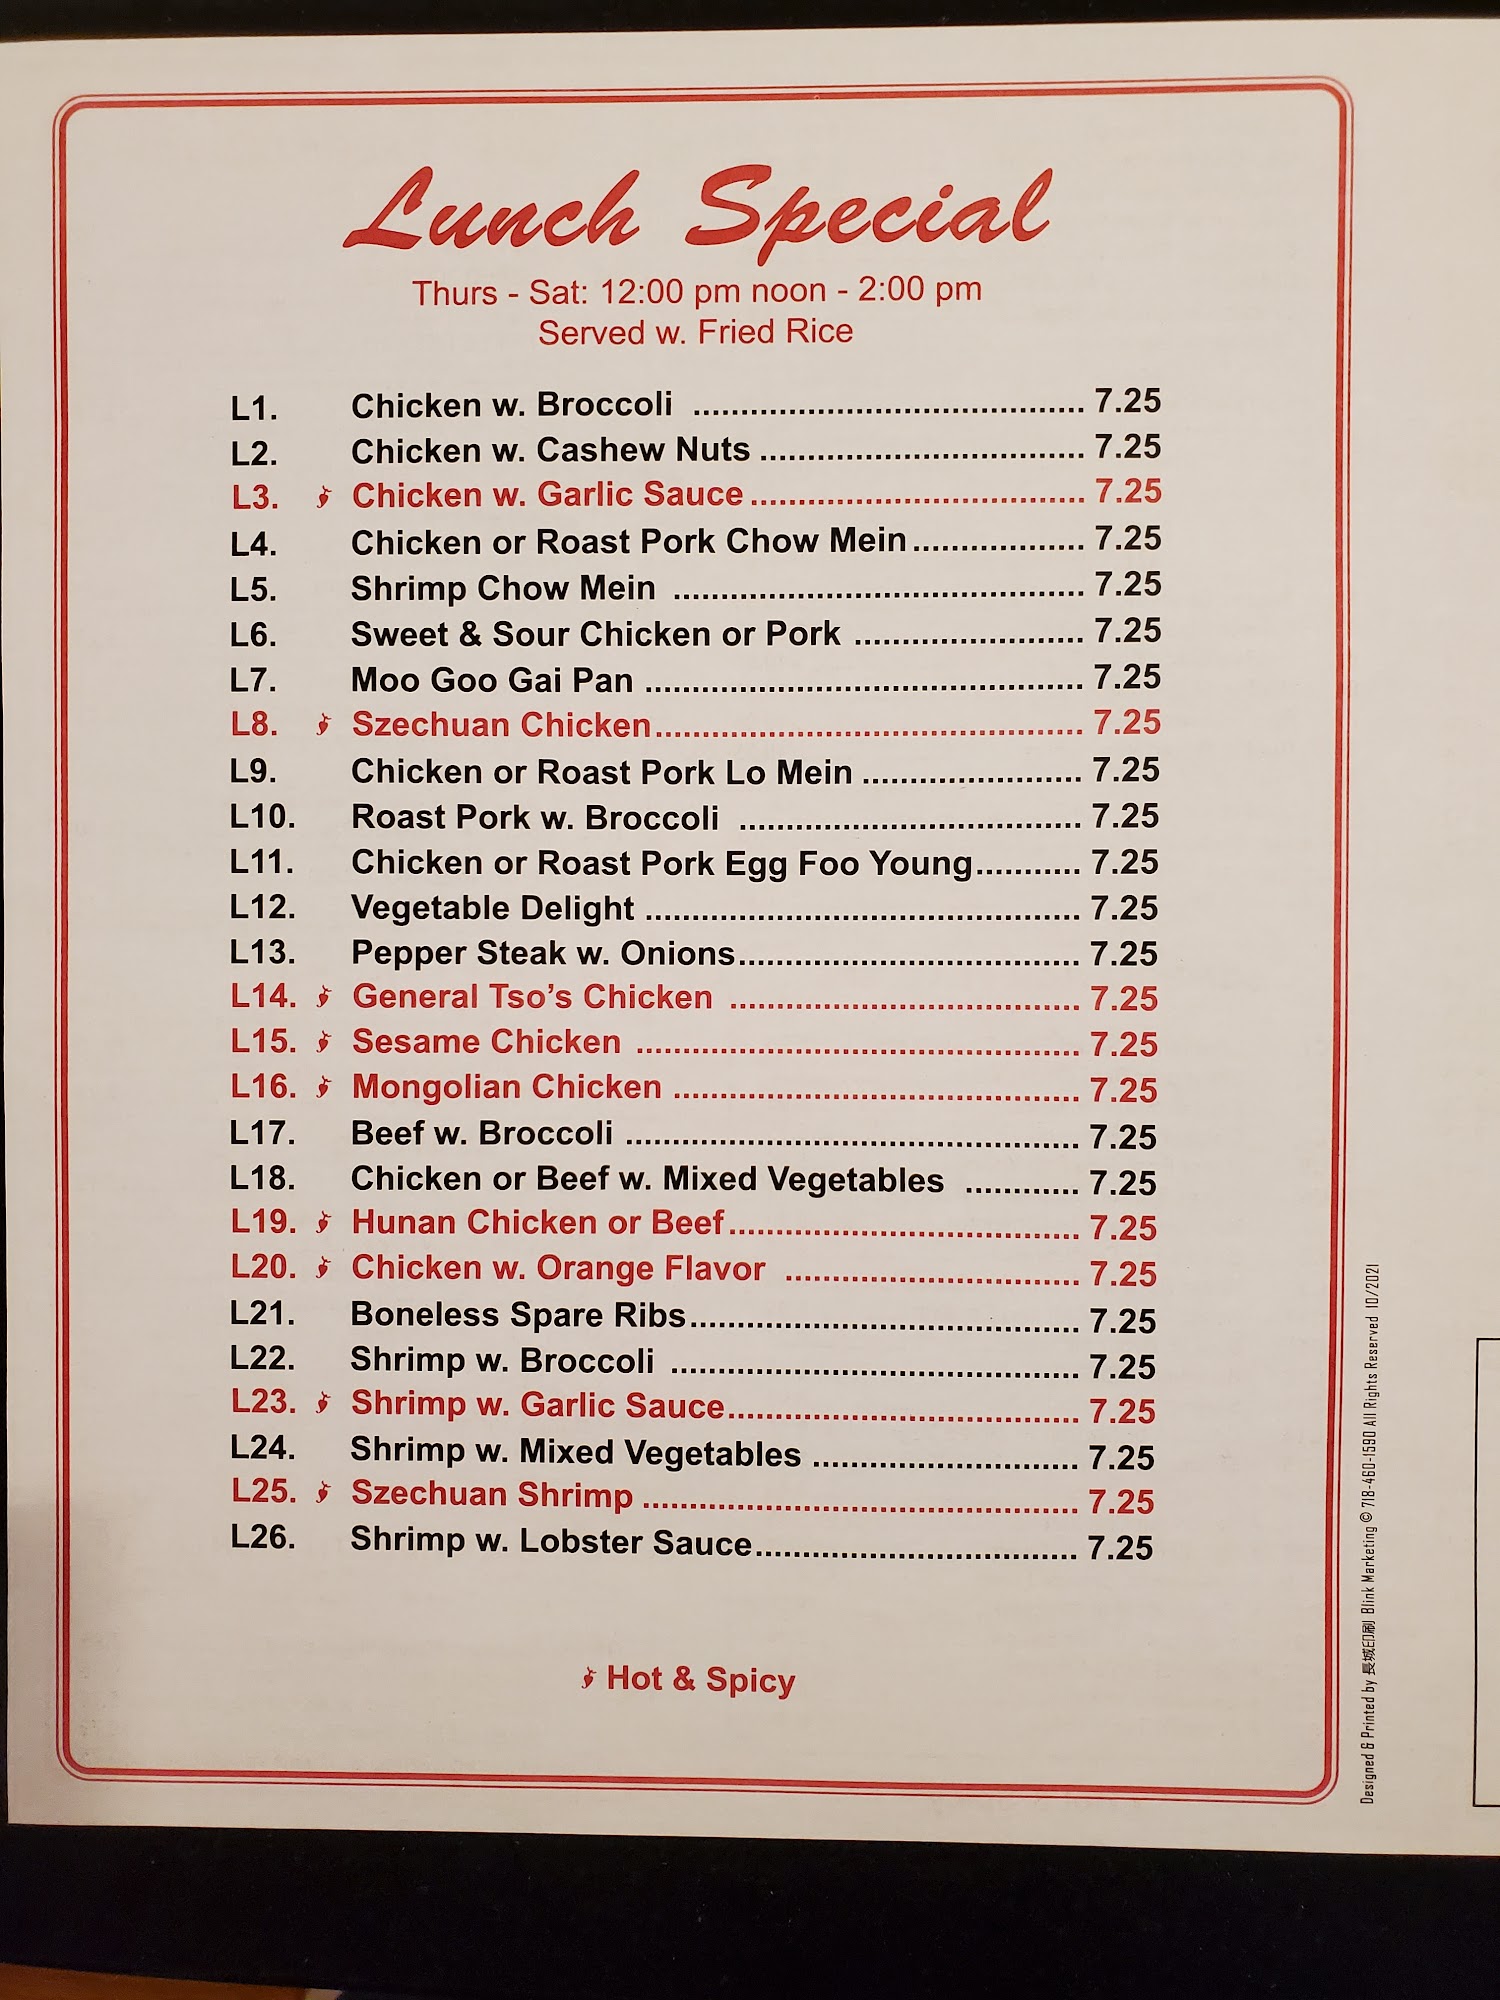 Lunch Special
Thurs - Sat: 12:00 pm noon - 2:00 pm
Served w. Fried Rice
L1. Chicken w. Broccoli ........................................ 7.25
L2. Chicken w. Cashew Nuts ................................. 7.25
L3. Chicken w. Garlic Sauce.................................. 7.25
L4. Chicken or Roast Pork Chow Mein.................. 7.25
L5. Shrimp Chow Mein .......................................... 7.25
L6. Sweet & Sour Chicken or Pork ........................ 7.25
L7. Moo Goo Gai Pan ............................................. 7.25
L8. Szechuan Chicken............................................ 7.25
L9. Chicken or Roast Pork Lo Mein ....................... 7.25
L10. Roast Pork w. Broccoli ................................... 7.25
L11. Chicken or Roast Pork Egg Foo Young........... 7.25
L12. Vegetable Delight ............................................. 7.25
L13. Pepper Steak w. Onions................................... 7.25
L14. General Tso's Chicken .................................... 7.25
L15. Sesame Chicken .............................................. 7.25
L16. Mongolian Chicken .......................................... 7.25
L17. Beef w. Broccoli ............................................... 7.25
L18. Chicken or Beef w. Mixed Vegetables ............ 7.25
L19. Hunan Chicken or Beef.................................... 7.25
L20. Chicken w. Orange Flavor ............................... 7.25
L21. Boneless Spare Ribs........................................ 7.25
L22. Shrimp w. Broccoli .......................................... 7.25
L23. Shrimp w. Garlic Sauce.................................... 7.25
L24. Shrimp w. Mixed Vegetables ............................ 7.25
L25. Szechuan Shrimp ............................................. 7.25
L26. Shrimp w. Lobster Sauce................................. 7.25
Hot & Spicy
Designed & Printed by 長城印刷 Blink Marketing © 718-460-1590 All Rights Reserved 10/2021